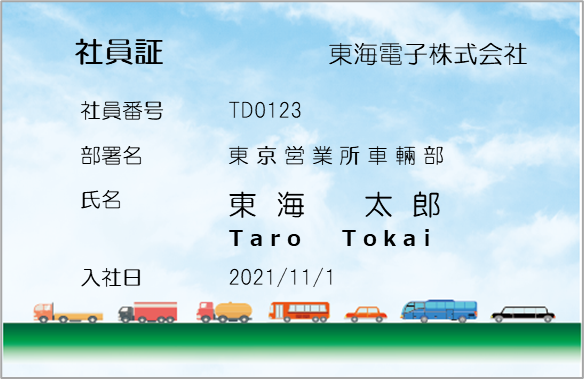 社員証 東海電子株式会社
社員番号 TD0123
部署名 東京営業所車輛部
氏名 東海 太郎
Taro Tokai
入社日 2021/11/1